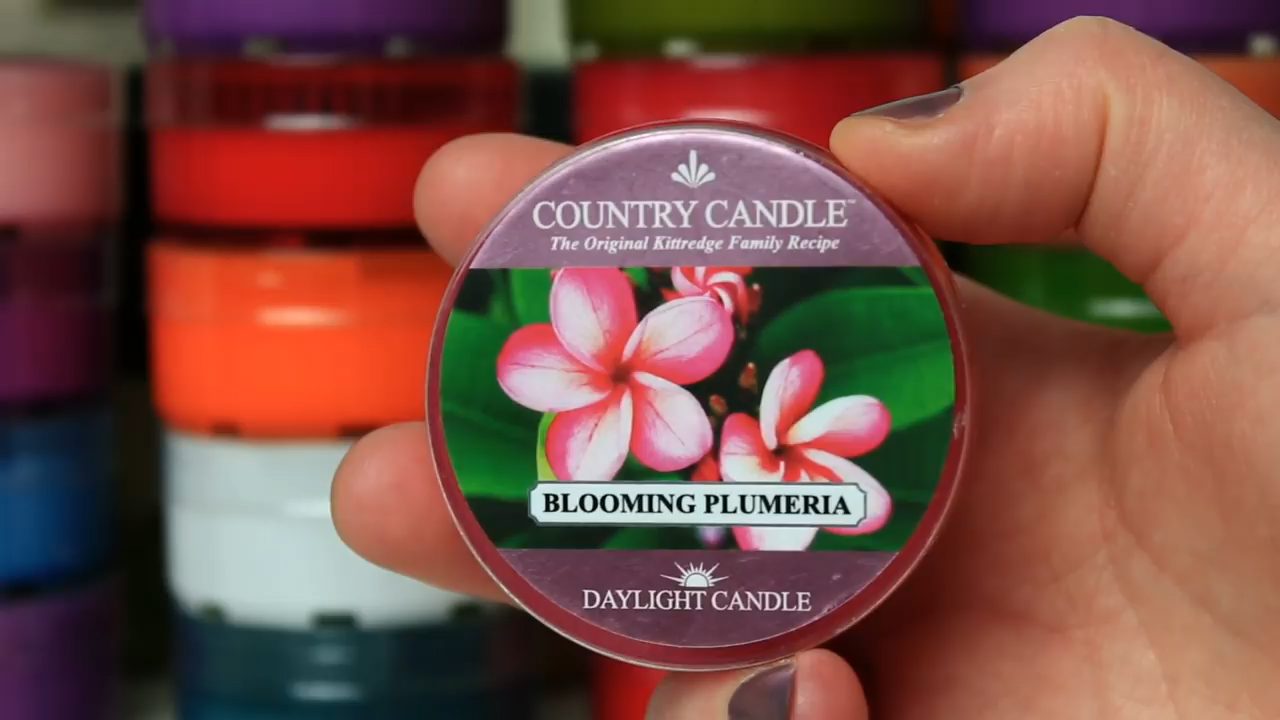 COUNTRY CANDLE™
The Original Kittredge Family Recipe
BLOOMING PLUMERIA
DAYLIGHT CANDLE